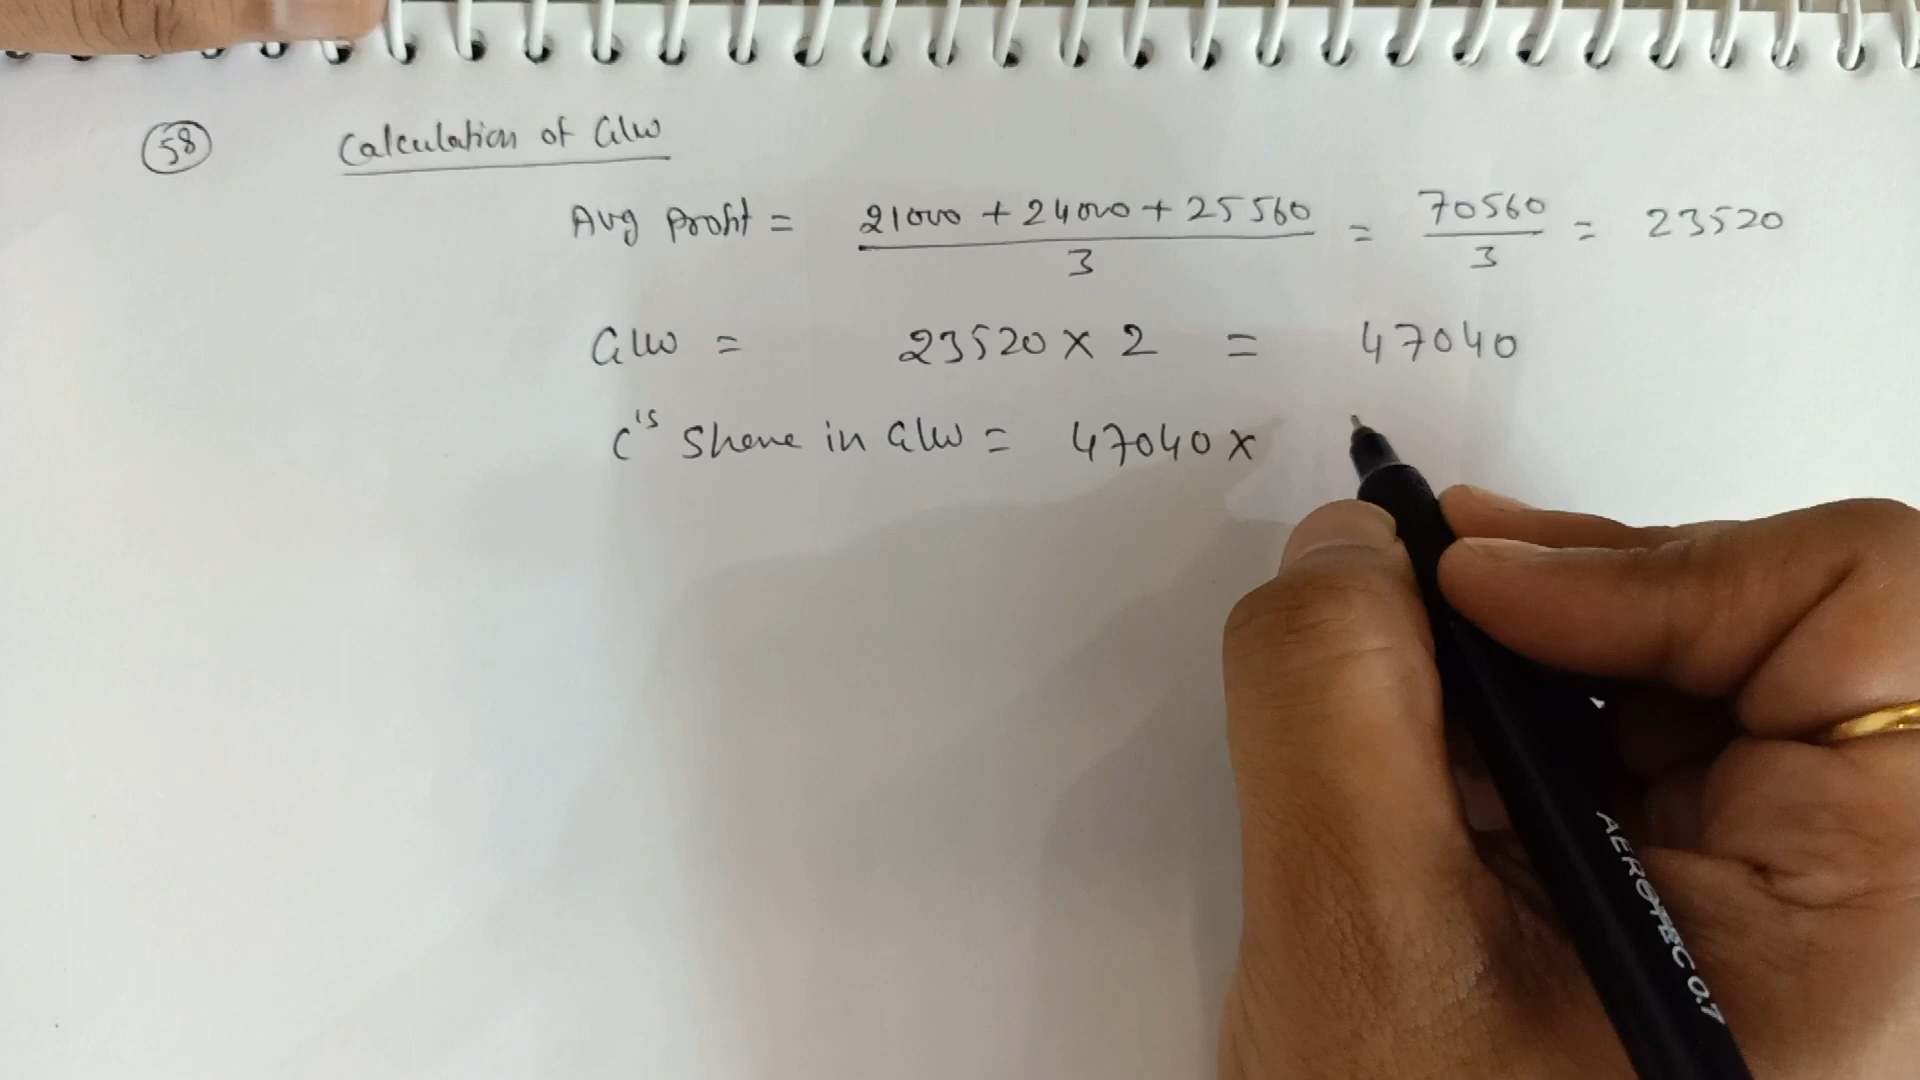 58 Calculation of G/w
Avg profit = 21000 + 24000 + 25560 / 3 = 70560 / 3 = 23520
G/w = 23520 x 2 = 47040
C's Share in G/w = 47040 x
AEROTEC 0.7